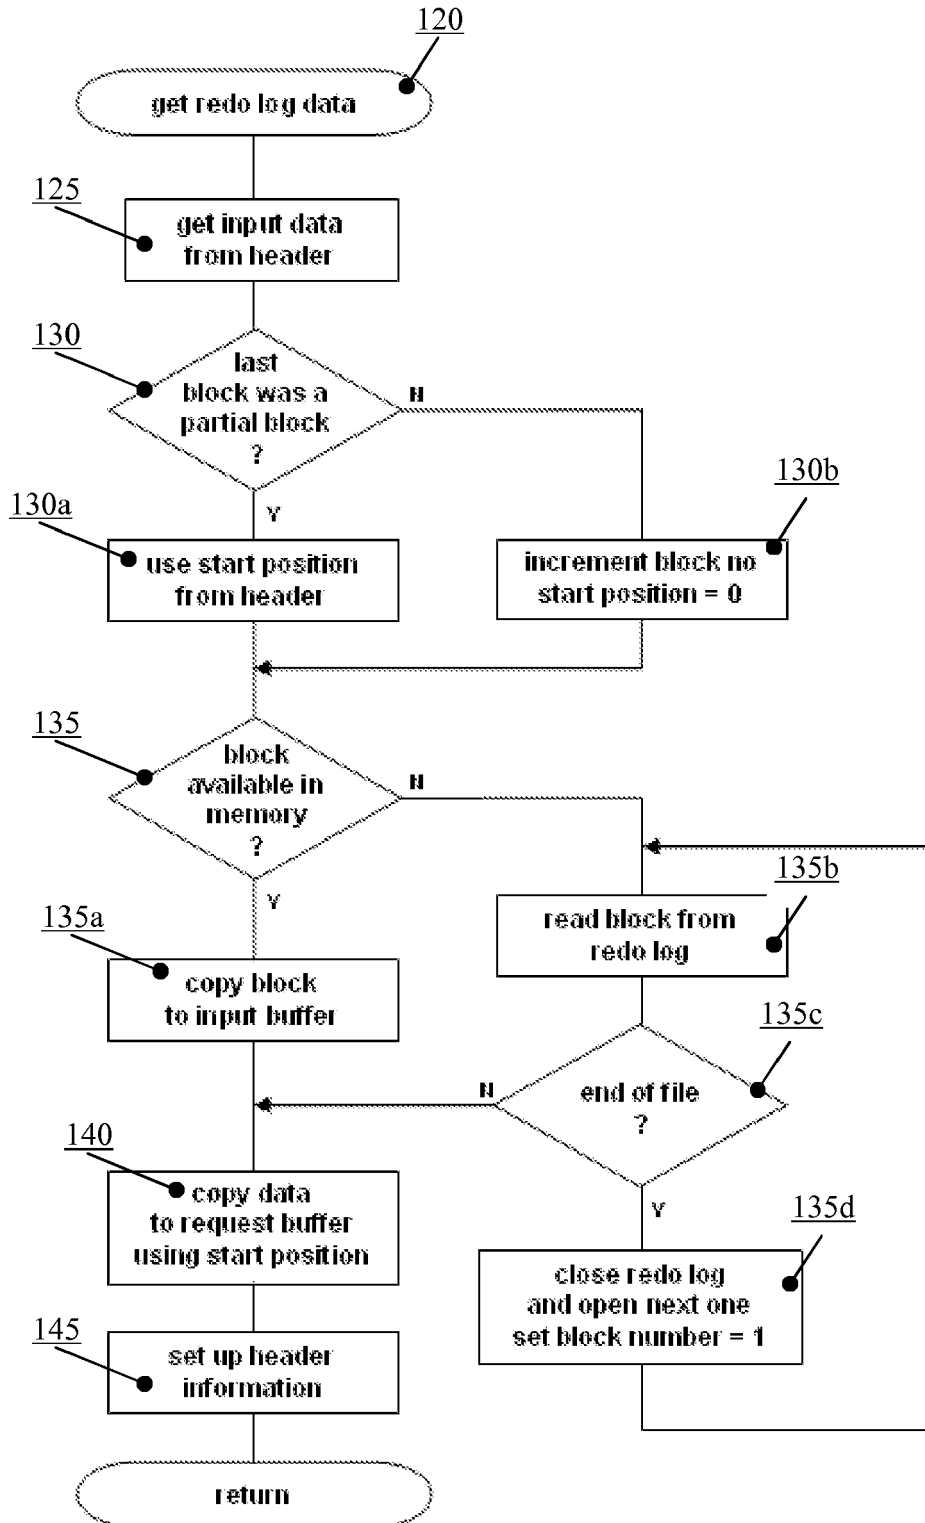 120
get redo log data
125
get input data
from header
130
last
block was a
partial block
?
N
Y
130a
use start position
from header
130b
increment block no
start position = 0
135
block
available in
memory
?
N
Y
135a
copy block
to input buffer
135b
read block from
redo log
135c
end of file
?
N
Y
140
copy data
to request buffer
using start position
135d
close redo log
and open next one
set block number = 1
145
set up header
information
return